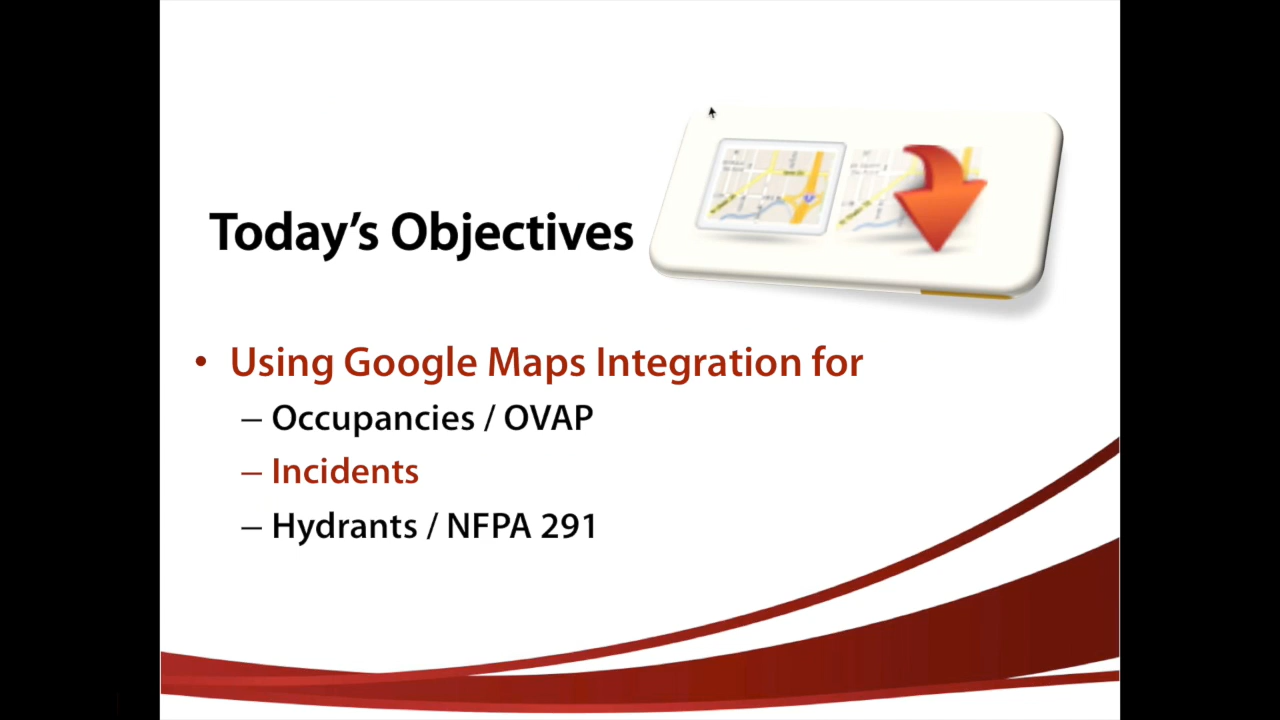 Today's Objectives
• Using Google Maps Integration for
– Occupancies / OVAP
– Incidents
– Hydrants / NFPA 291